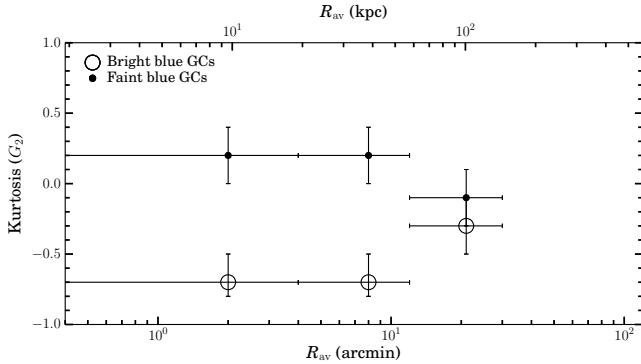 R_av (kpc)
10^1 10^2
1.0
Bright blue GCs
Faint blue GCs
0.5
0.0
−0.5
−1.0
Kurtosis (G_2)
10^0 10^1 10^2
R_av (arcmin)